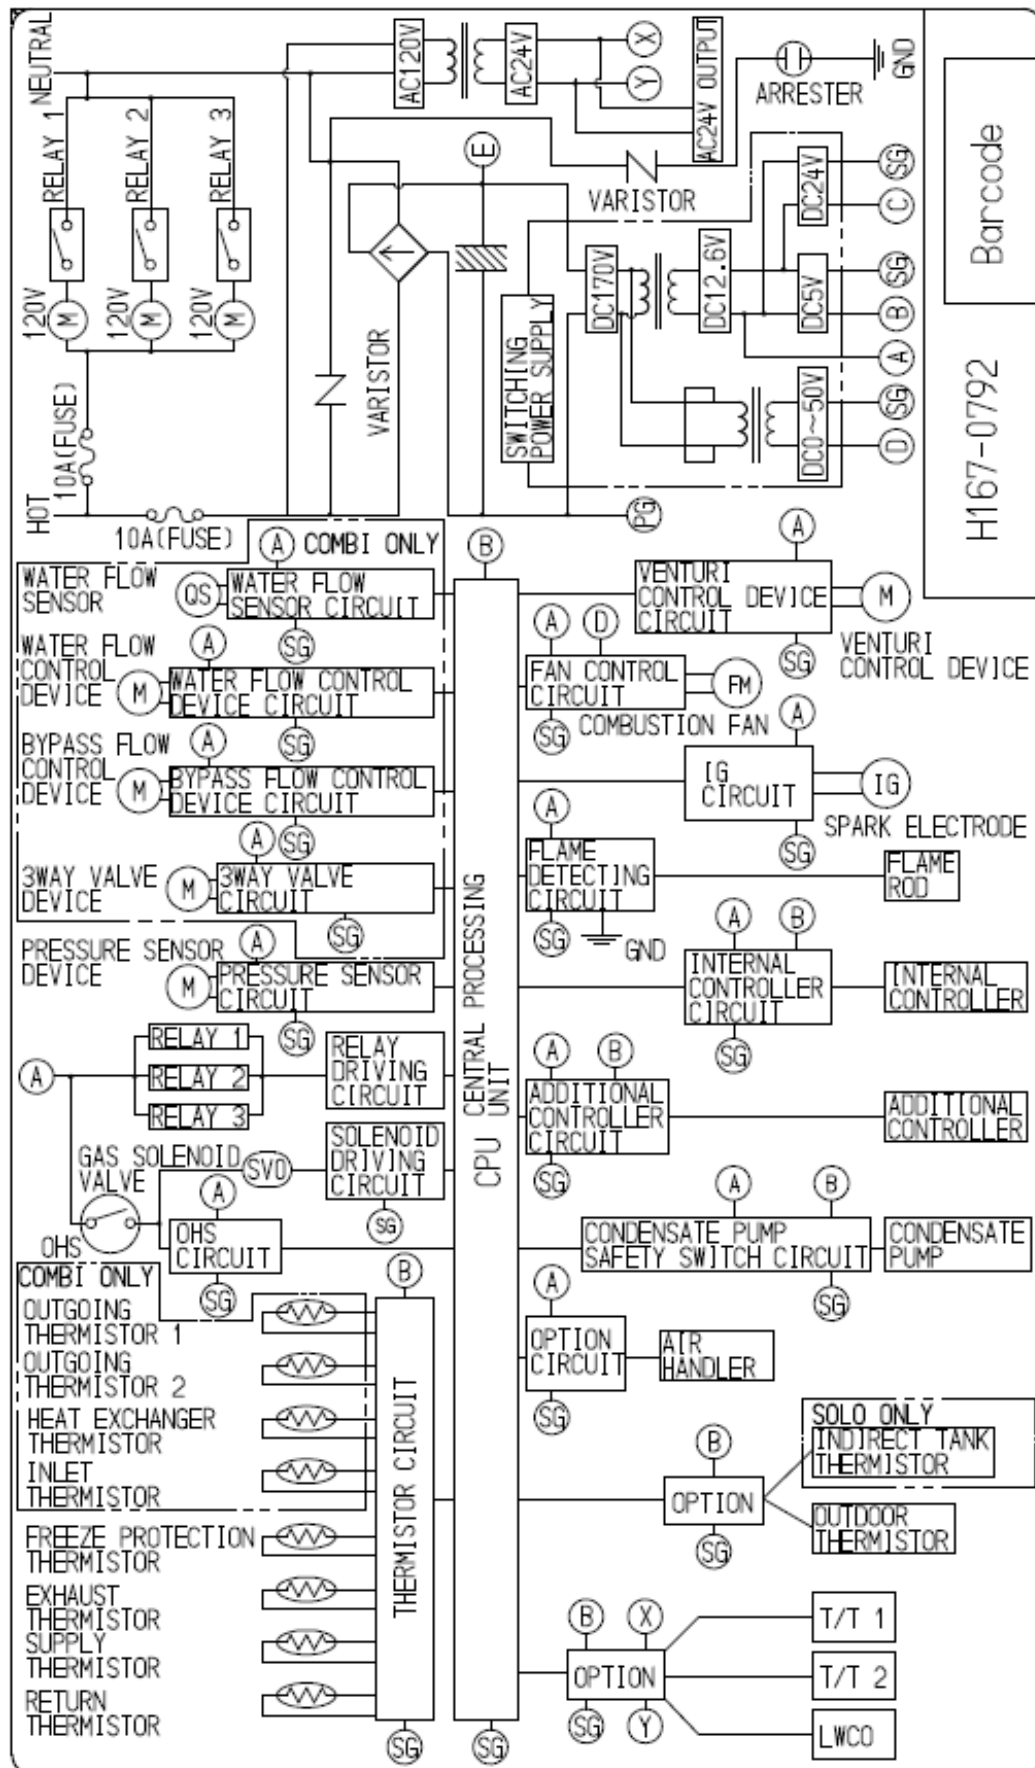 NEUTRAL
RELAY 1
RELAY 2
RELAY 3
120V
120V
120V
M
M
M
10A(FUSE)
HOT
10A(FUSE)
VARISTOR
AC120V
AC24V
X
Y
AC24V OUTPUT
ARRESTER
GND
E
VARISTOR
SWITCHING
POWER SUPPLY
DC170V
DC12.6V
DC24V
DC5V
DC0~50V
SG
C
SG
B
A
SG
D
PG
Barcode
H167-0792
A
COMBI ONLY
B
WATER FLOW
SENSOR
QS
WATER FLOW
SENSOR CIRCUIT
SG
WATER FLOW
CONTROL
DEVICE
A
M
WATER FLOW CONTROL
DEVICE CIRCUIT
SG
BYPASS FLOW
CONTROL
DEVICE
A
M
BYPASS FLOW CONTROL
DEVICE CIRCUIT
SG
A
3WAY VALVE
DEVICE
M
3WAY VALVE
CIRCUIT
SG
PRESSURE SENSOR
DEVICE
A
M
PRESSURE SENSOR
CIRCUIT
SG
A
RELAY 1
RELAY 2
RELAY 3
RELAY
DRIVING
CIRCUIT
GAS SOLENOID
VALVE
SVO
SOLENOID
DRIVING
CIRCUIT
SG
OHS
A
OHS
CIRCUIT
SG
COMBI ONLY
OUTGOING
THERMISTOR 1
OUTGOING
THERMISTOR 2
HEAT EXCHANGER
THERMISTOR
INLET
THERMISTOR
FREEZE PROTECTION
THERMISTOR
EXHAUST
THERMISTOR
SUPPLY
THERMISTOR
RETURN
THERMISTOR
B
THERMISTOR CIRCUIT
SG
CPU CENTRAL PROCESSING
UNIT
SG
A
VENTURI
CONTROL DEVICE
CIRCUIT
M
SG
VENTURI
CONTROL DEVICE
A
D
FAN CONTROL
CIRCUIT
FM
SG
COMBUSTION FAN
A
IG
CIRCUIT
IG
SG
SPARK ELECTRODE
A
FLAME
DETECTING
CIRCUIT
SG
GND
FLAME
ROD
A
B
INTERNAL
CONTROLLER
CIRCUIT
SG
INTERNAL
CONTROLLER
A
B
ADDITIONAL
CONTROLLER
CIRCUIT
SG
ADDITIONAL
CONTROLLER
A
B
CONDENSATE PUMP
SAFETY SWITCH CIRCUIT
SG
CONDENSATE
PUMP
A
OPTION
CIRCUIT
SG
AIR
HANDLER
B
OPTION
SG
SOLO ONLY
INDIRECT TANK
THERMISTOR
OUTDOOR
THERMISTOR
B
X
OPTION
SG
Y
T/T 1
T/T 2
LWCO